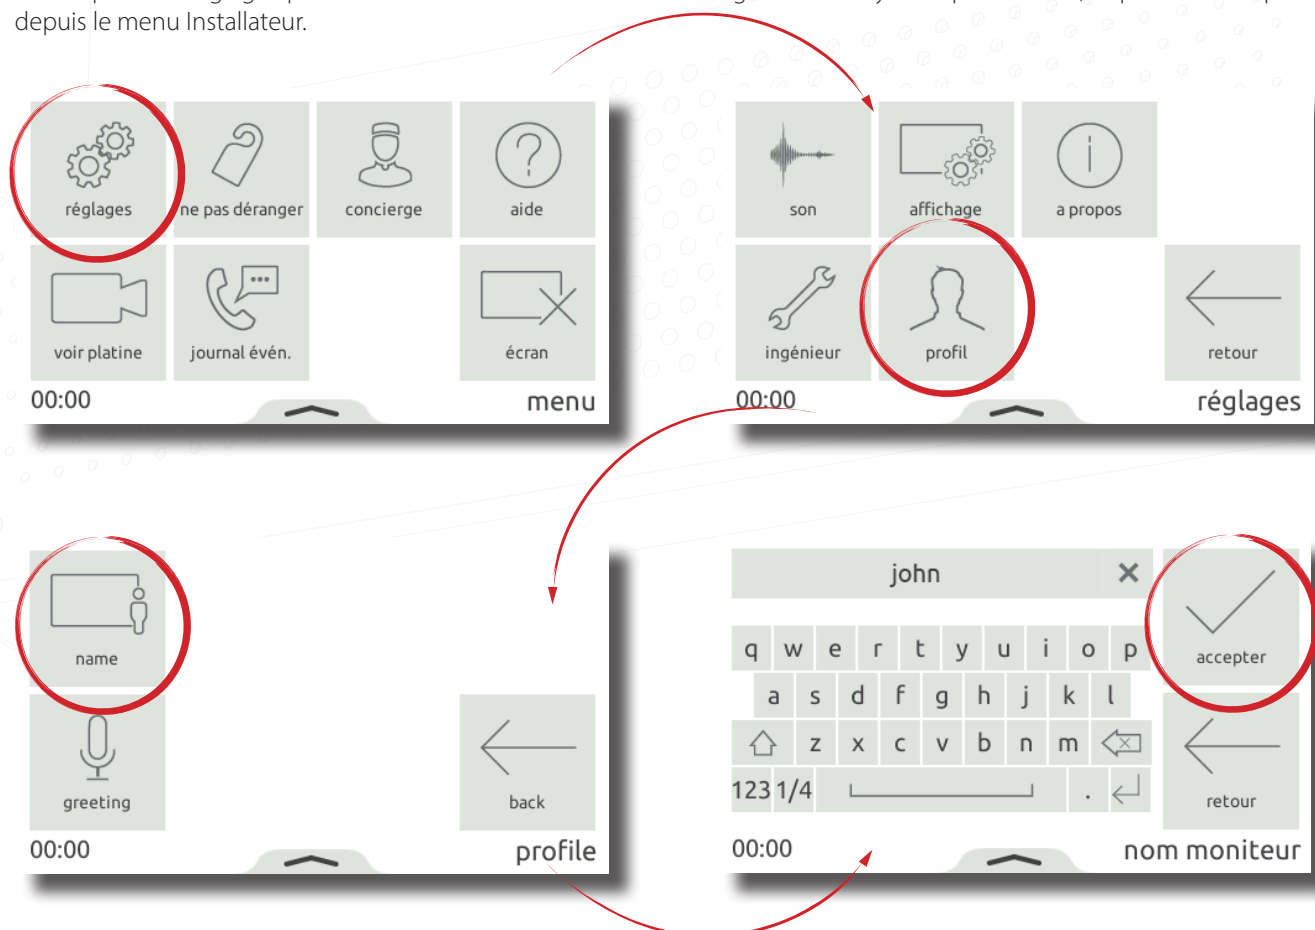 depuis le menu Installateur.
réglages
ne pas déranger
concierge
aide
voir platine
journal évén.
écran
00:00
menu
son
affichage
a propos
ingénieur
profil
retour
00:00
réglages
name
greeting
back
00:00
profile
john
accepter
q w e r t y u i o p
a s d f g h j k l
z x c v b n m
123 1/4 .
retour
00:00
nom moniteur